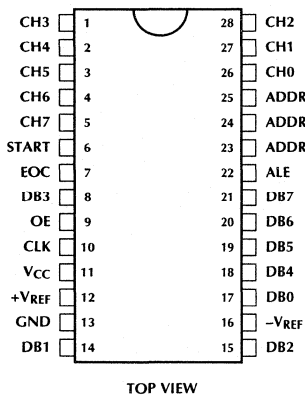 CH3 1 28 CH2
CH4 2 27 CH1
CH5 3 26 CH0
CH6 4 25 ADDR
CH7 5 24 ADDR
START 6 23 ADDR
EOC 7 22 ALE
DB3 8 21 DB7
OE 9 20 DB6
CLK 10 19 DB5
VCC 11 18 DB4
+VREF 12 17 DB0
GND 13 16 –VREF
DB1 14 15 DB2
TOP VIEW